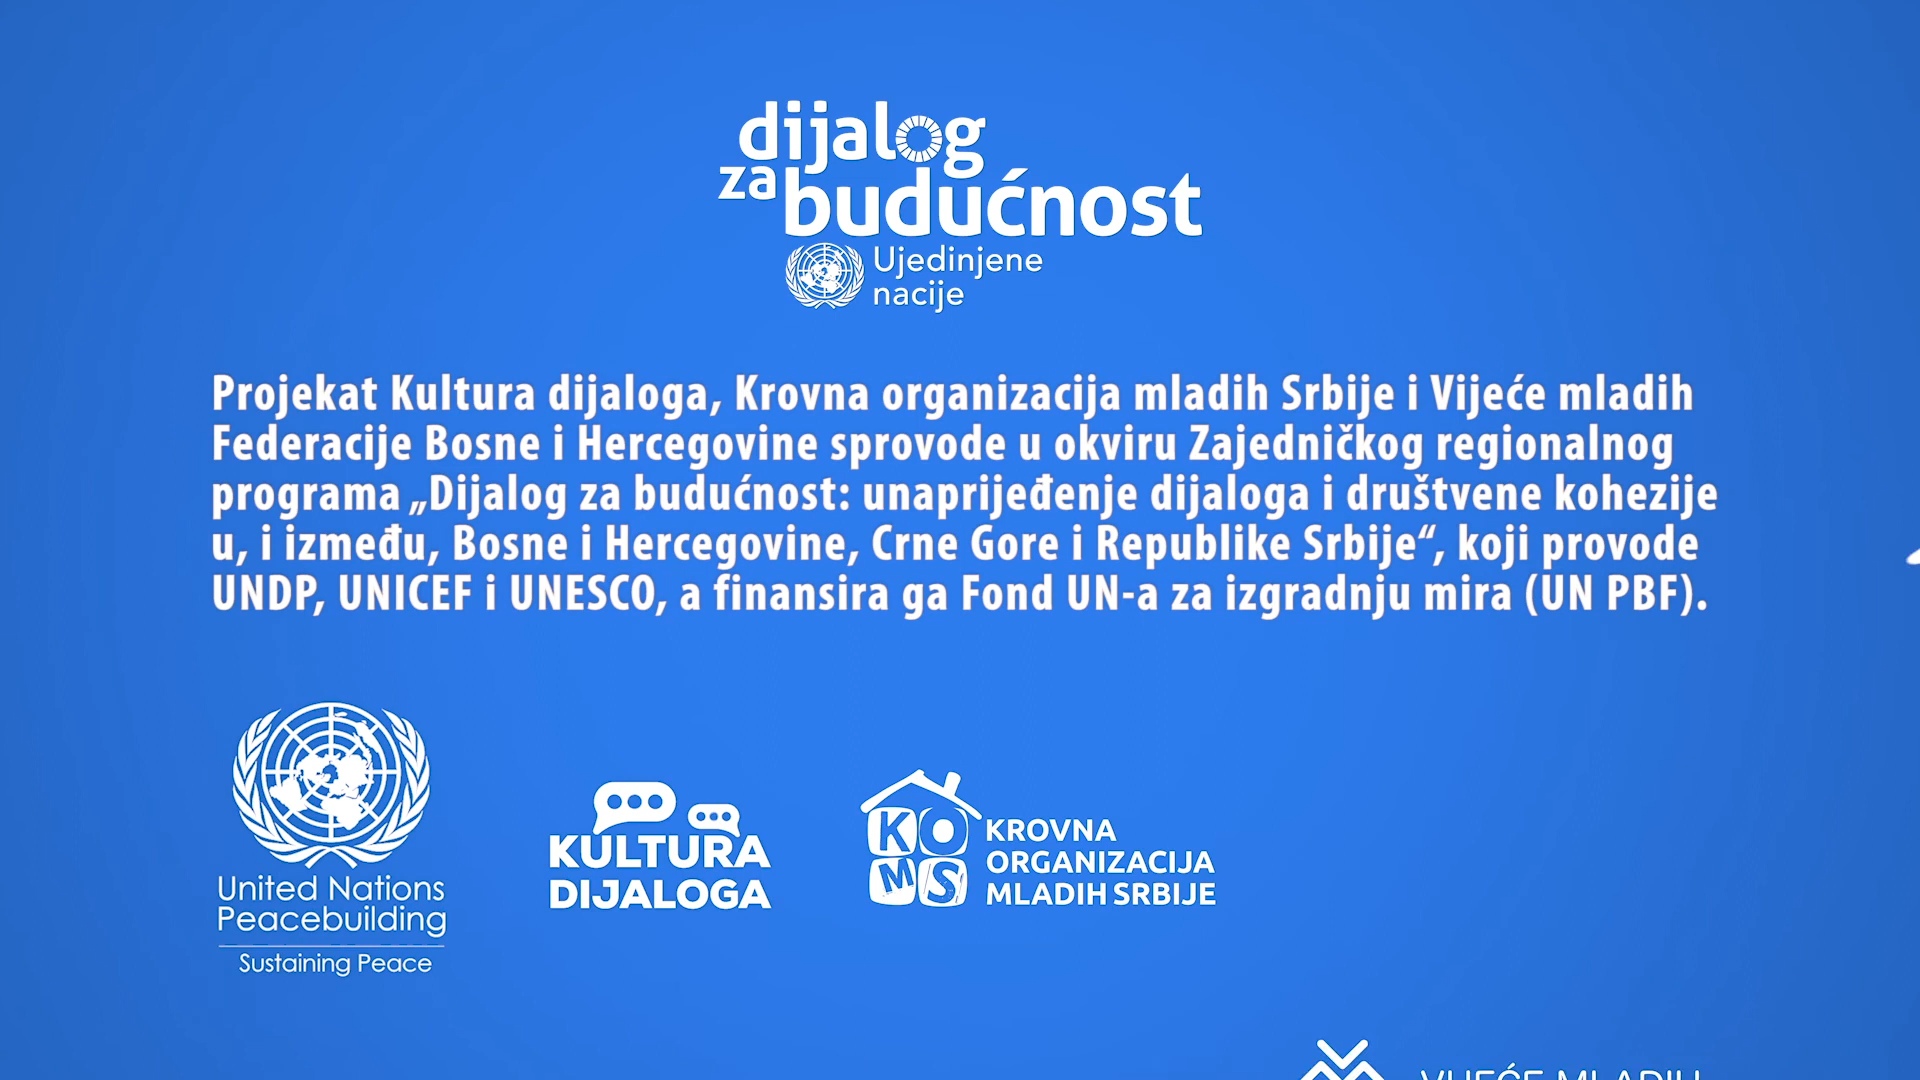 dijalog
za budućnost
Ujedinjene
nacije
Projekat Kultura dijaloga, Krovna organizacija mladih Srbije i Vijeće mladih
Federacije Bosne i Hercegovine sprovode u okviru Zajedničkog regionalnog
programa „Dijalog za budućnost: unaprijeđenje dijaloga i društvene kohezije
u, i između, Bosne i Hercegovine, Crne Gore i Republike Srbije“, koji provode
UNDP, UNICEF i UNESCO, a finansira ga Fond UN-a za izgradnju mira (UN PBF).
United Nations
Peacebuilding
Sustaining Peace
KULTURA
DIJALOGA
KOMS
KROVNA
ORGANIZACIJA
MLADIH SRBIJE
VIJEĆE MLADIH